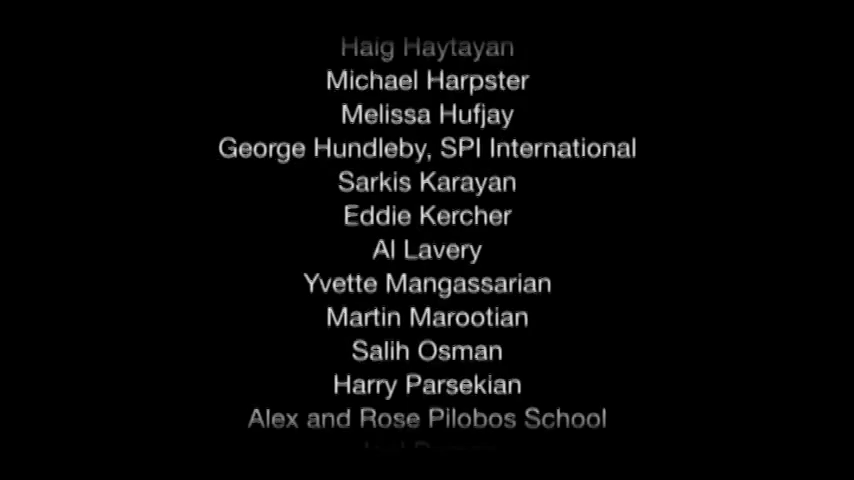 Haig Haytayan
Michael Harpster
Melissa Hufjay
George Hundleby, SPI International
Sarkis Karayan
Eddie Kercher
Al Lavery
Yvette Mangassarian
Martin Marootian
Salih Osman
Harry Parsekian
Alex and Rose Pilobos School